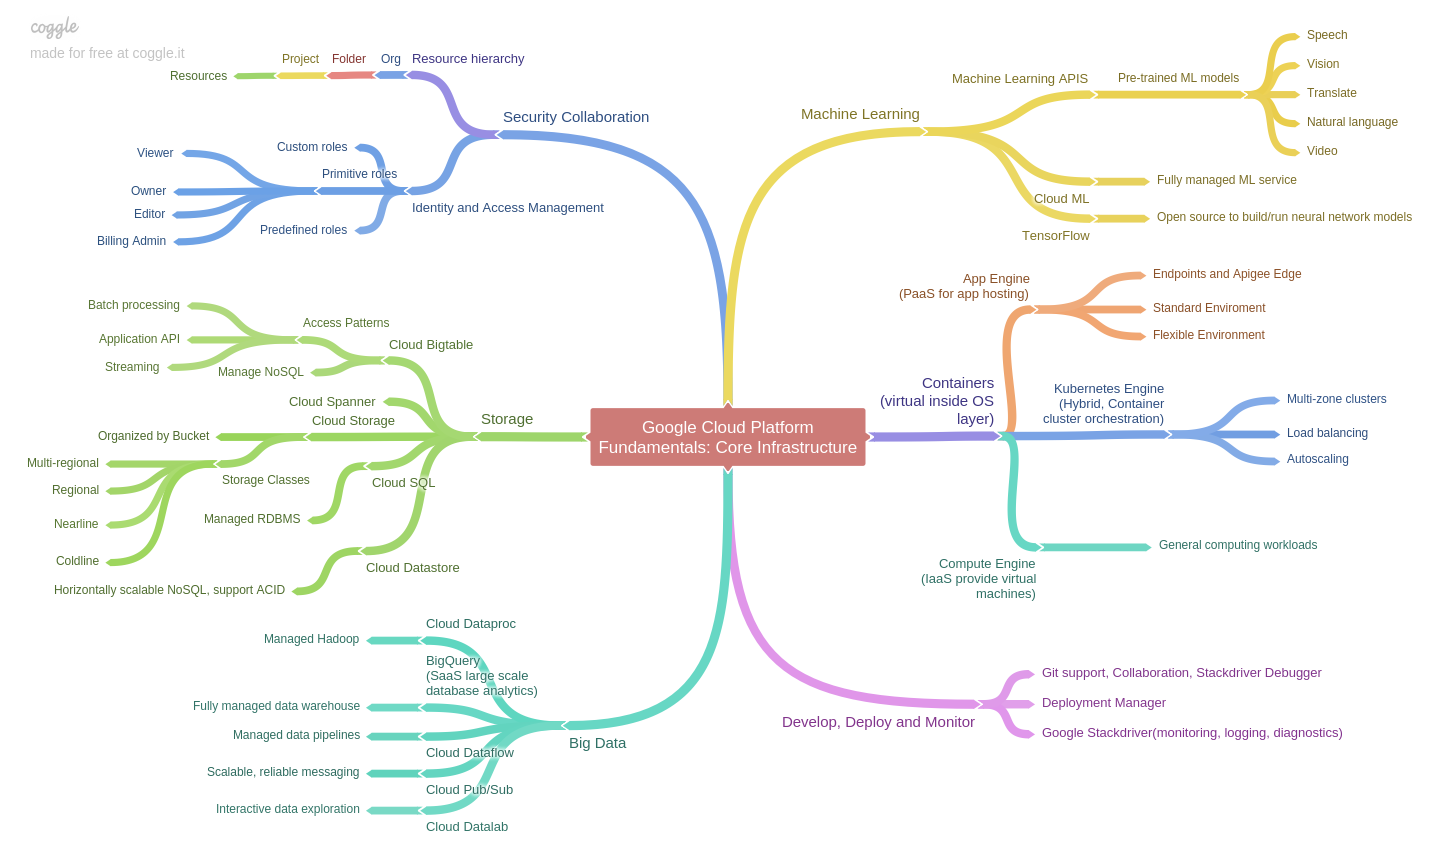 coggle
made for free at coggle.it
Google Cloud Platform
Fundamentals: Core Infrastructure
Security Collaboration
Resource hierarchy
Org
Folder
Project
Resources
Identity and Access Management
Custom roles
Primitive roles
Viewer
Owner
Editor
Billing Admin
Predefined roles
Storage
Cloud Bigtable
Access Patterns
Batch processing
Application API
Streaming
Manage NoSQL
Cloud Spanner
Cloud Storage
Organized by Bucket
Storage Classes
Multi-regional
Regional
Nearline
Coldline
Cloud SQL
Managed RDBMS
Cloud Datastore
Horizontally scalable NoSQL, support ACID
Big Data
Cloud Dataproc
Managed Hadoop
BigQuery
(SaaS large scale
database analytics)
Fully managed data warehouse
Cloud Dataflow
Managed data pipelines
Cloud Pub/Sub
Scalable, reliable messaging
Cloud Datalab
Interactive data exploration
Machine Learning
Machine Learning APIS
Pre-trained ML models
Speech
Vision
Translate
Natural language
Video
Cloud ML
Fully managed ML service
TensorFlow
Open source to build/run neural network models
Containers
(virtual inside OS
layer)
App Engine
(PaaS for app hosting)
Endpoints and Apigee Edge
Standard Enviroment
Flexible Environment
Kubernetes Engine
(Hybrid, Container
cluster orchestration)
Multi-zone clusters
Load balancing
Autoscaling
Compute Engine
(IaaS provide virtual
machines)
General computing workloads
Develop, Deploy and Monitor
Git support, Collaboration, Stackdriver Debugger
Deployment Manager
Google Stackdriver(monitoring, logging, diagnostics)